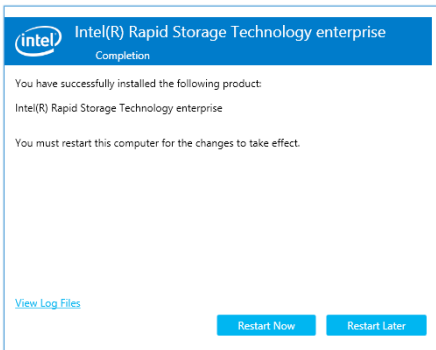 (intel)
Intel(R) Rapid Storage Technology enterprise
Completion
You have successfully installed the following product:
Intel(R) Rapid Storage Technology enterprise
You must restart this computer for the changes to take effect.
View Log Files
Restart Now
Restart Later